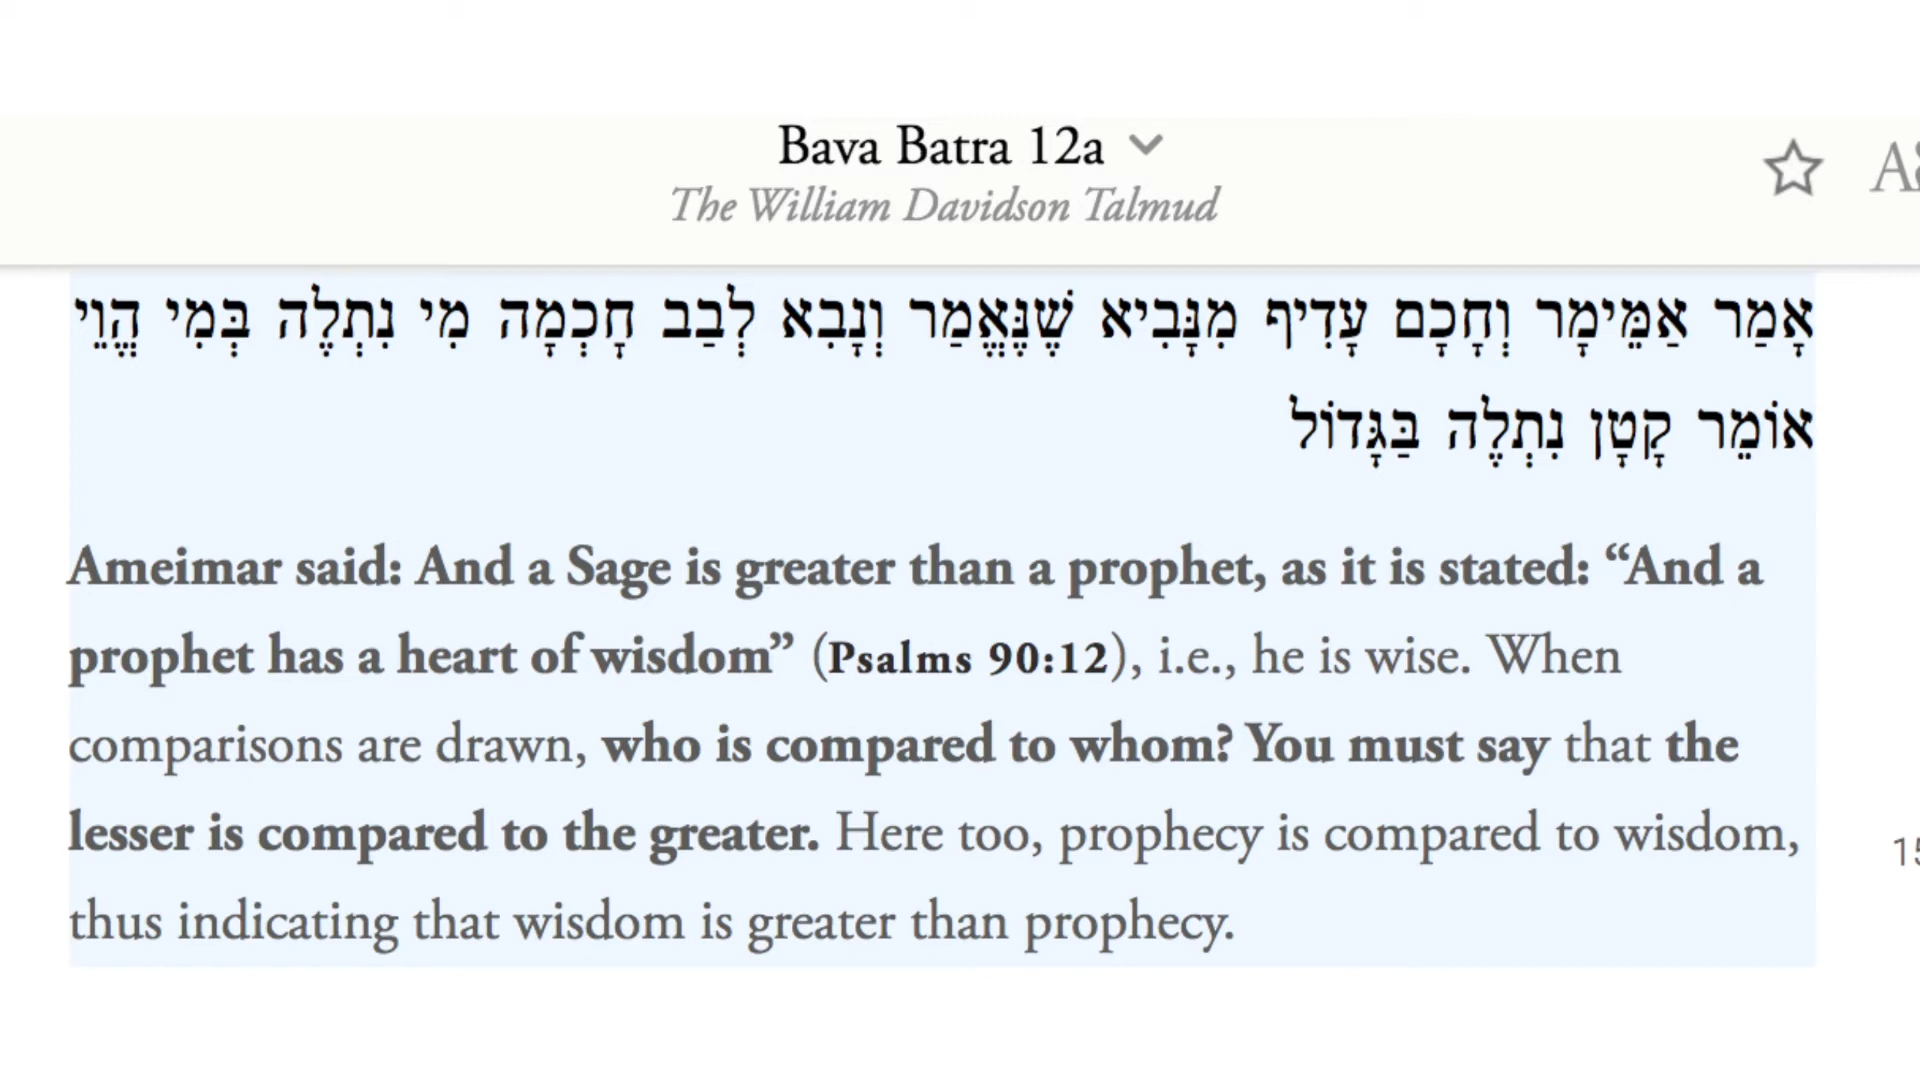 Bava Batra 12a
The William Davidson Talmud
אָמַר אַמֵּימָר וְחָכָם עָדִיף מִנָּבִיא שֶׁנֶּאֱמַר וְנָבִא לְבַב חָכְמָה מִי נִתְלֶה בְּמִי הֱוֵי
אוֹמֵר קָטָן נִתְלֶה בַּגָּדוֹל
Ameimar said: And a Sage is greater than a prophet, as it is stated: “And a
prophet has a heart of wisdom” (Psalms 90:12), i.e., he is wise. When
comparisons are drawn, who is compared to whom? You must say that the
lesser is compared to the greater. Here too, prophecy is compared to wisdom,
thus indicating that wisdom is greater than prophecy.